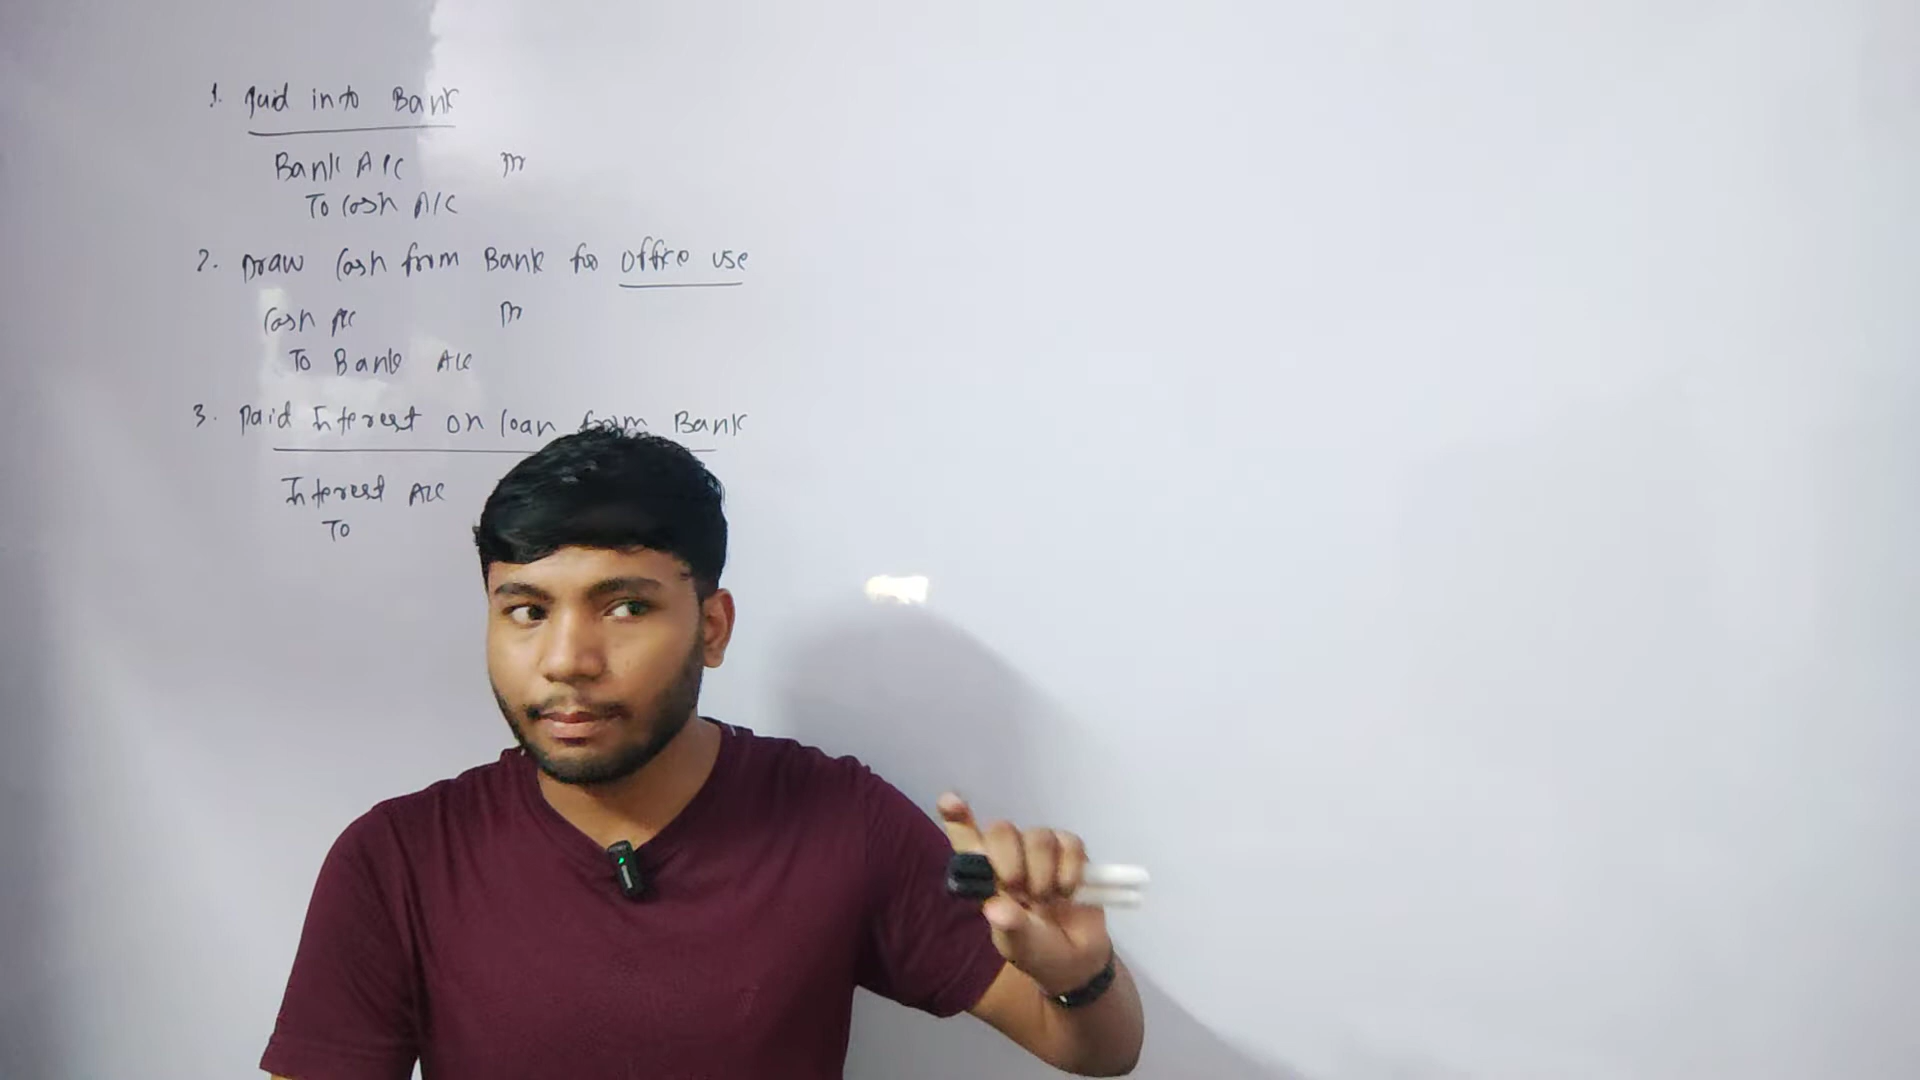 1. paid into Bank
Bank A/C Dr
To Cash A/C
2. Draw Cash from Bank for office use
Cash A/C Dr
To Bank A/C
3. Paid Interest on loan from Bank
Interest A/C
To